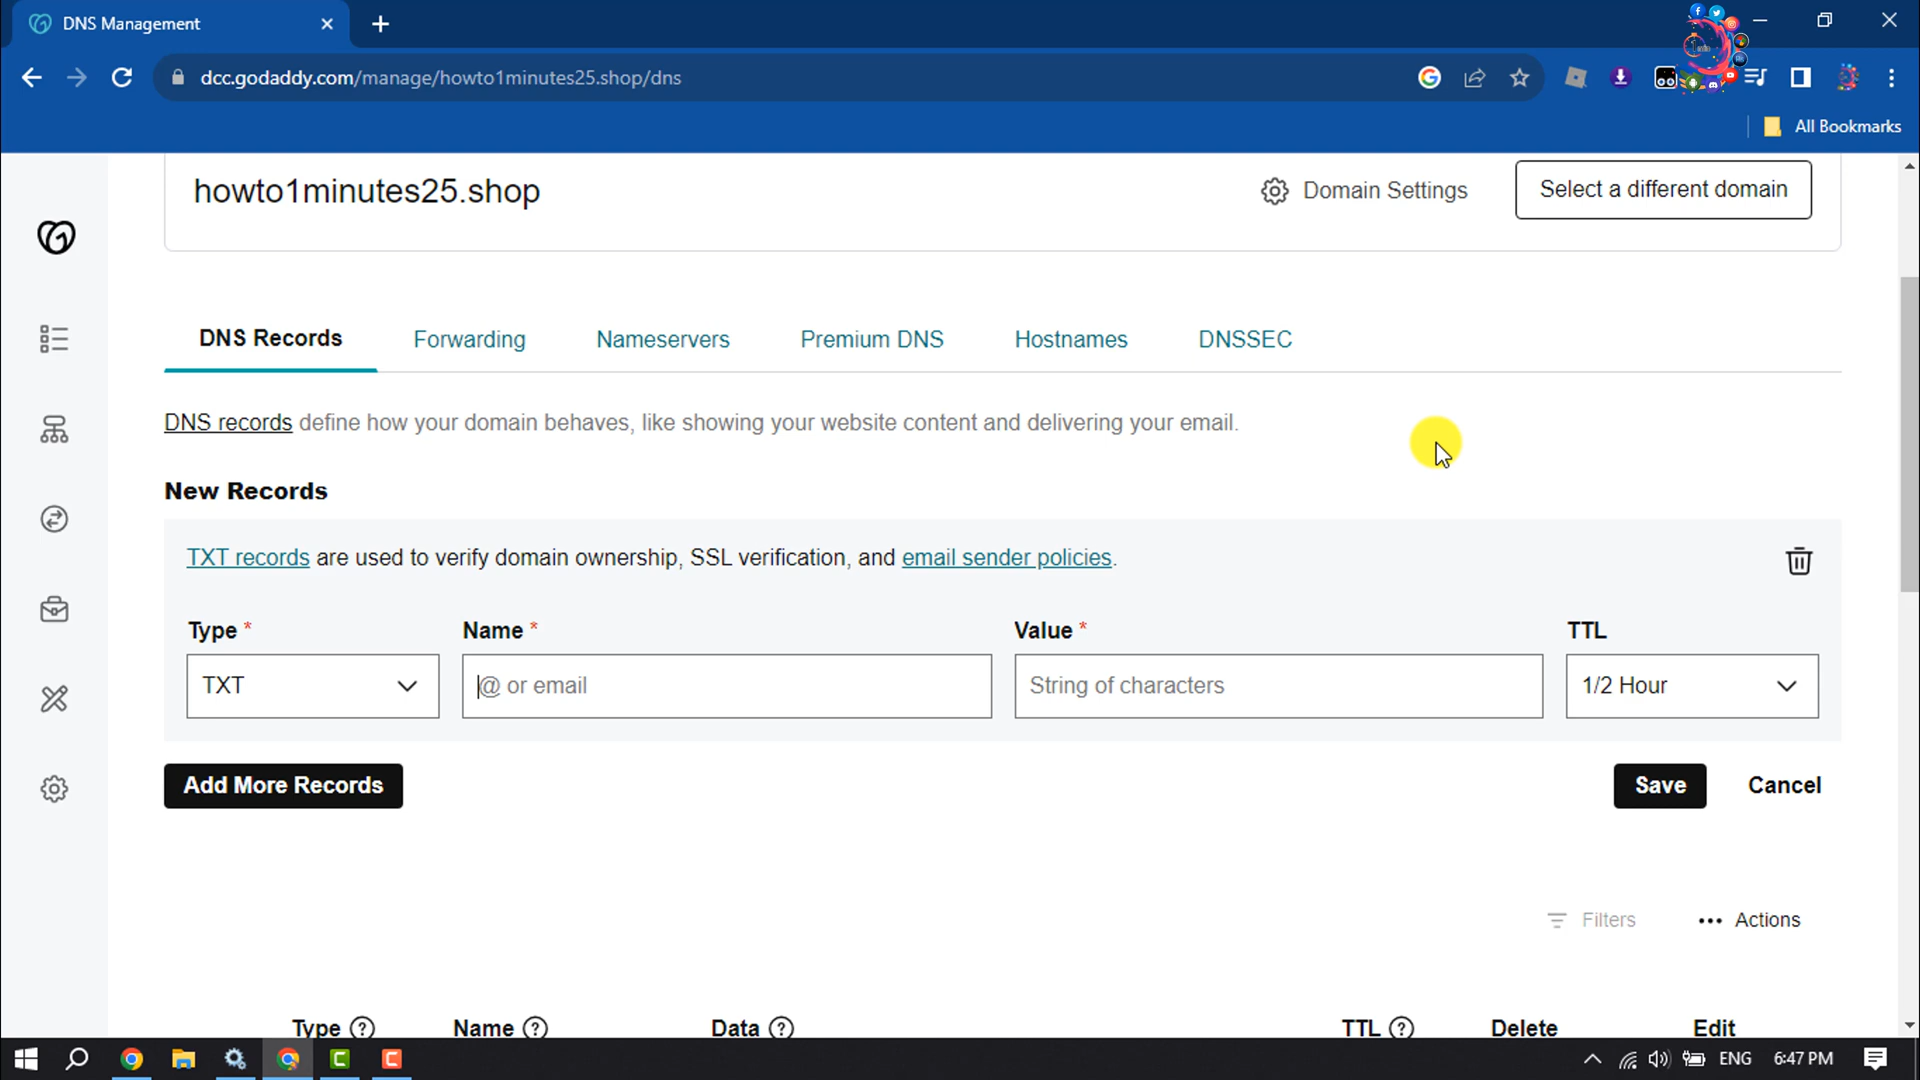 DNS Management
dcc.godaddy.com/manage/howto1minutes25.shop/dns
All Bookmarks
howto1minutes25.shop
Domain Settings
Select a different domain
DNS Records
Forwarding
Nameservers
Premium DNS
Hostnames
DNSSEC
DNS records define how your domain behaves, like showing your website content and delivering your email.
New Records
TXT records are used to verify domain ownership, SSL verification, and email sender policies.
Type *
Name *
Value *
TTL
TXT
@ or email
String of characters
1/2 Hour
Add More Records
Save
Cancel
Filters
Actions
Type
Name
Data
TTL
Delete
Edit
ENG
6:47 PM